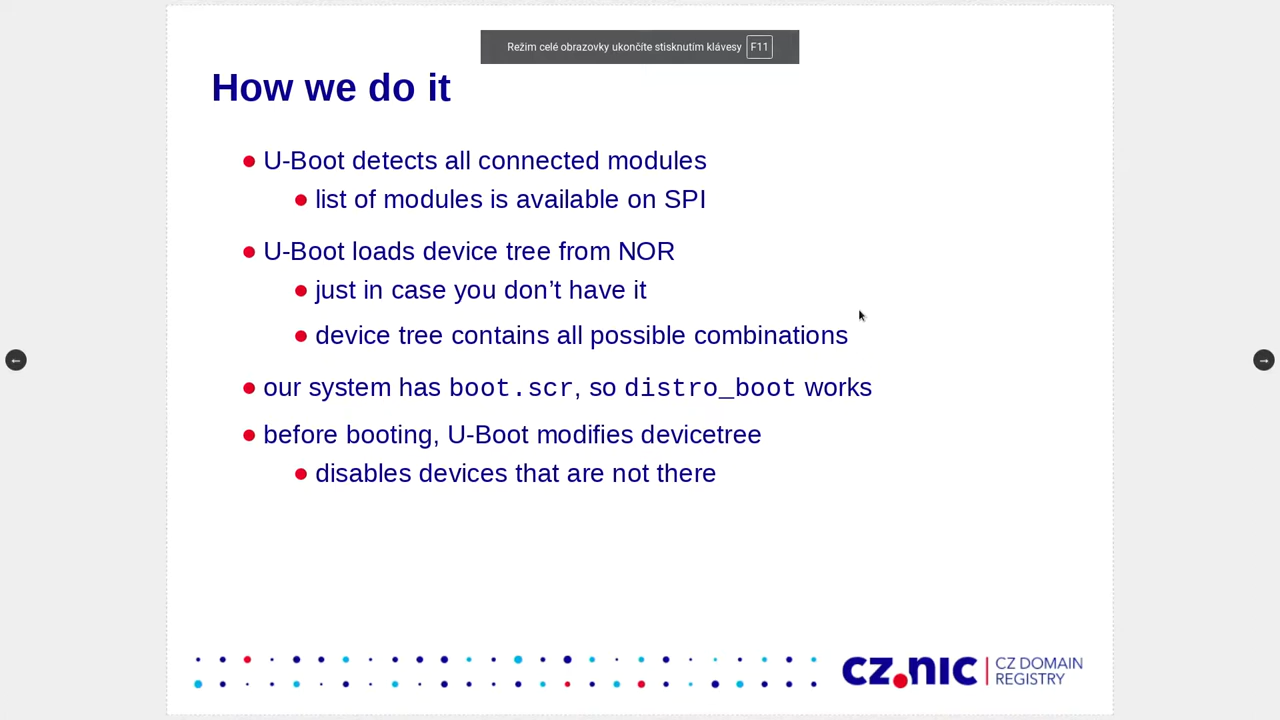 Režim celé obrazovky ukončíte stisknutím klávesy F11
How we do it
U-Boot detects all connected modules
list of modules is available on SPI
U-Boot loads device tree from NOR
just in case you don’t have it
device tree contains all possible combinations
our system has boot.scr, so distro_boot works
before booting, U-Boot modifies devicetree
disables devices that are not there
cz.nic
CZ DOMAIN
REGISTRY